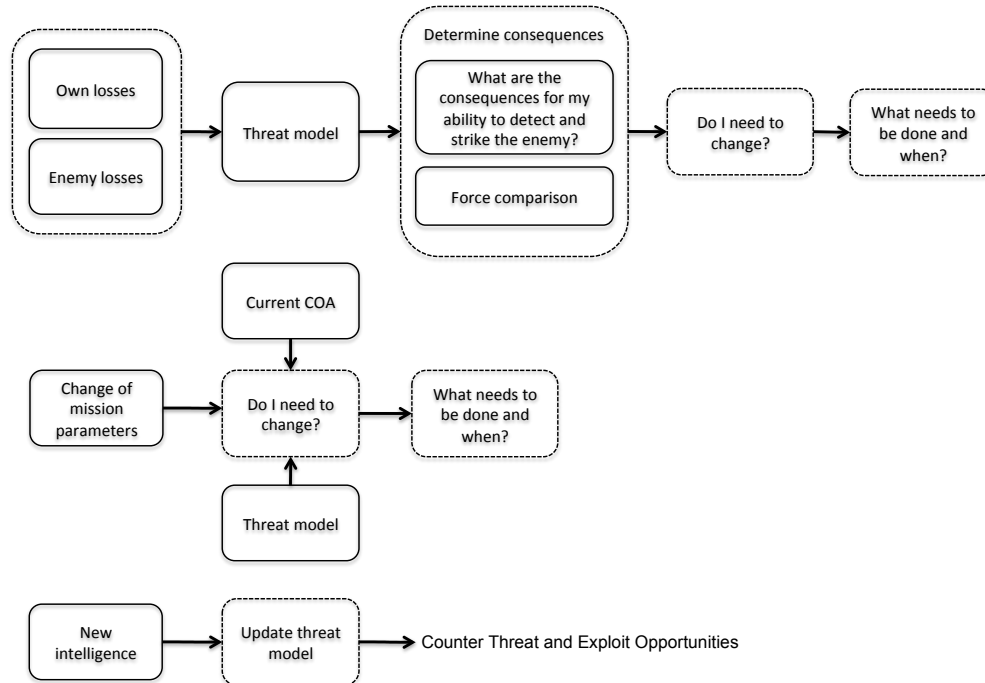 Own losses
Enemy losses
Threat model
Determine consequences
What are the
consequences for my
ability to detect and
strike the enemy?
Force comparison
Do I need to
change?
What needs to
be done and
when?
Current COA
Change of
mission
parameters
Do I need to
change?
What needs to
be done and
when?
Threat model
New
intelligence
Update threat
model
Counter Threat and Exploit Opportunities